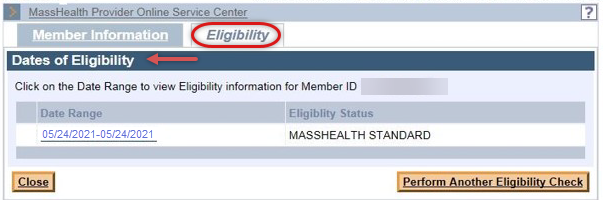 MassHealth Provider Online Service Center ?
Member Information Eligibility
Dates of Eligibility
Click on the Date Range to view Eligibility information for Member ID
Date Range Eligiblity Status
05/24/2021-05/24/2021 MASSHEALTH STANDARD
Close Perform Another Eligibility Check